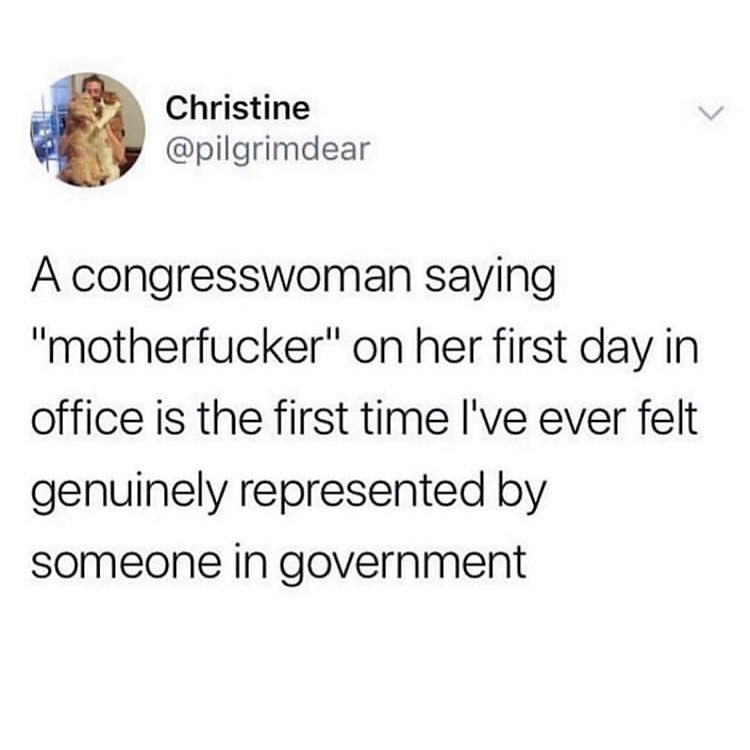 Christine
@pilgrimdear
A congresswoman saying
"motherfucker" on her first day in
office is the first time I've ever felt
genuinely represented by
someone in government